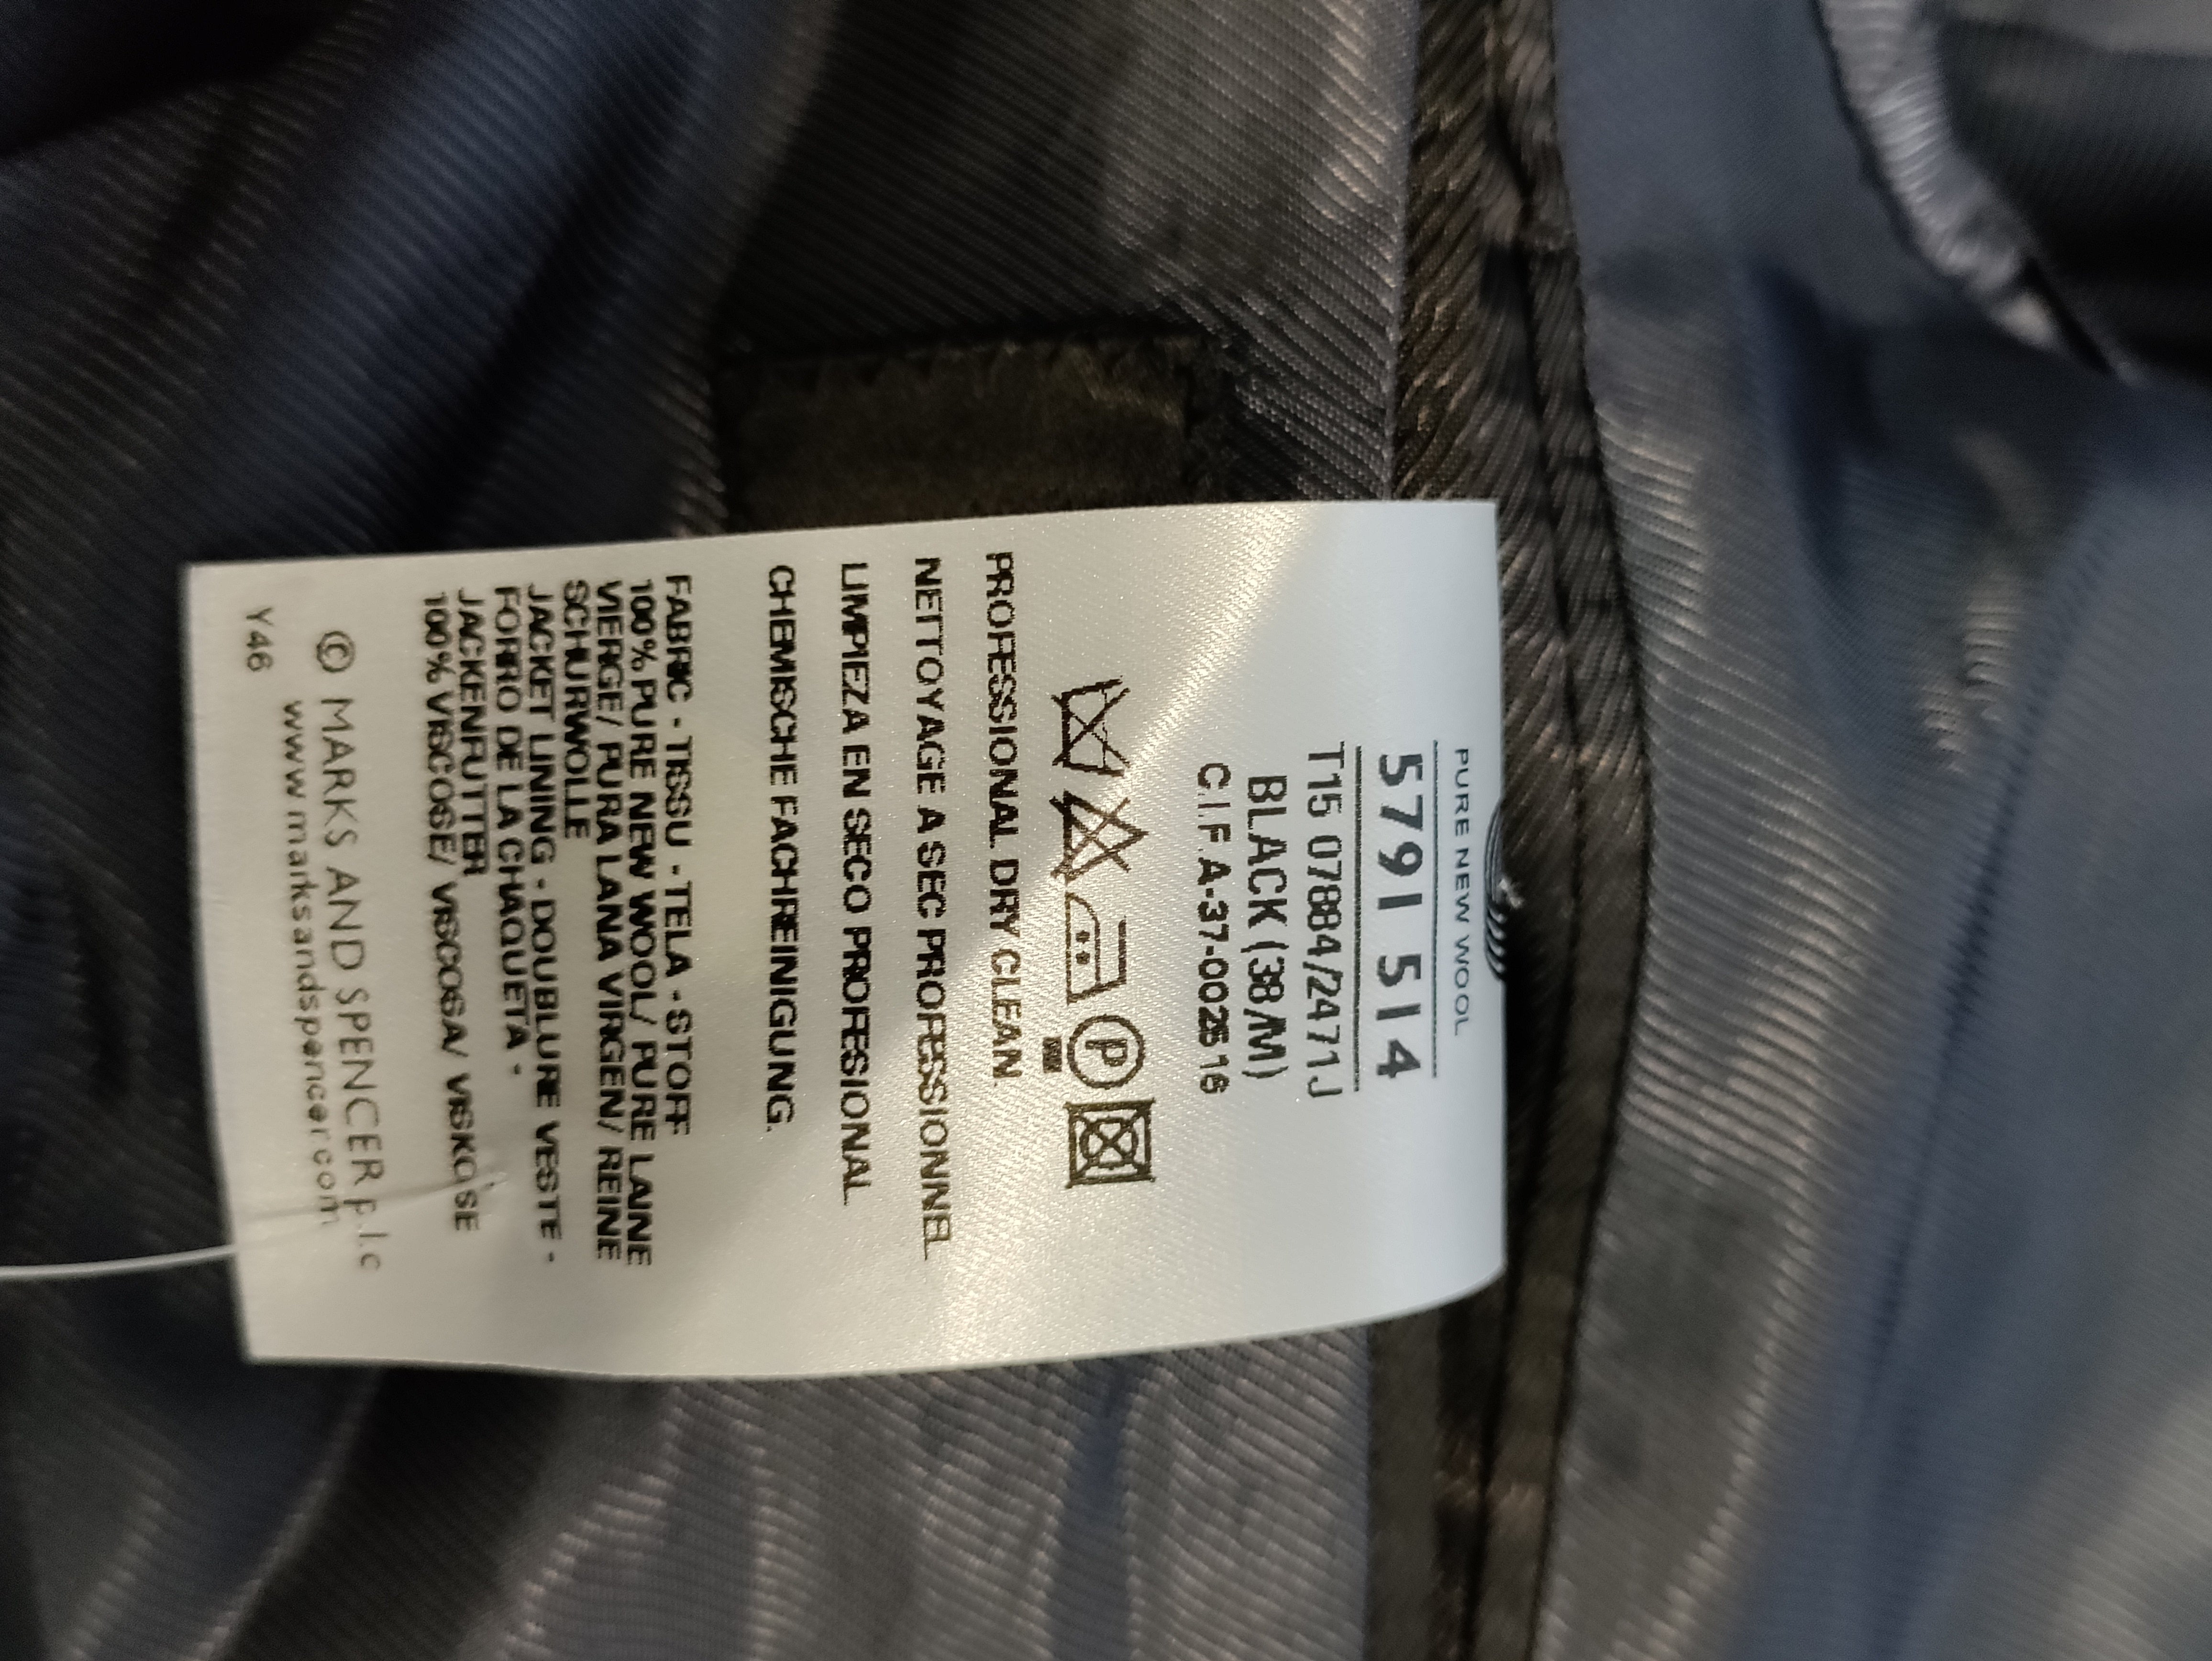 PURE NEW WOOL
5791 514
T15 07884/2471J
BLACK (38/M)
C.I.F. A-37-002516
P
PROFESSIONAL DRY CLEAN.
NETTOYAGE A SEC PROFESSIONNEL
LIMPIEZA EN SECO PROFESIONAL
CHEMISCHE FACHREINIGUNG.
FABRIC - TISSU - TELA - STOFF
100% PURE NEW WOOL/ PURE LAINE
VIERGE/ PURA LANA VIRGEN/ REINE
SCHURWOLLE
JACKET LINING - DOUBLURE VESTE -
FORRO DE LA CHAQUETA -
JACKENFUTTER
100% VISCOSE/ VISCOSA/ VISKOSE
© MARKS AND SPENCER p.l.c
www.marksandspencer.com
Y46